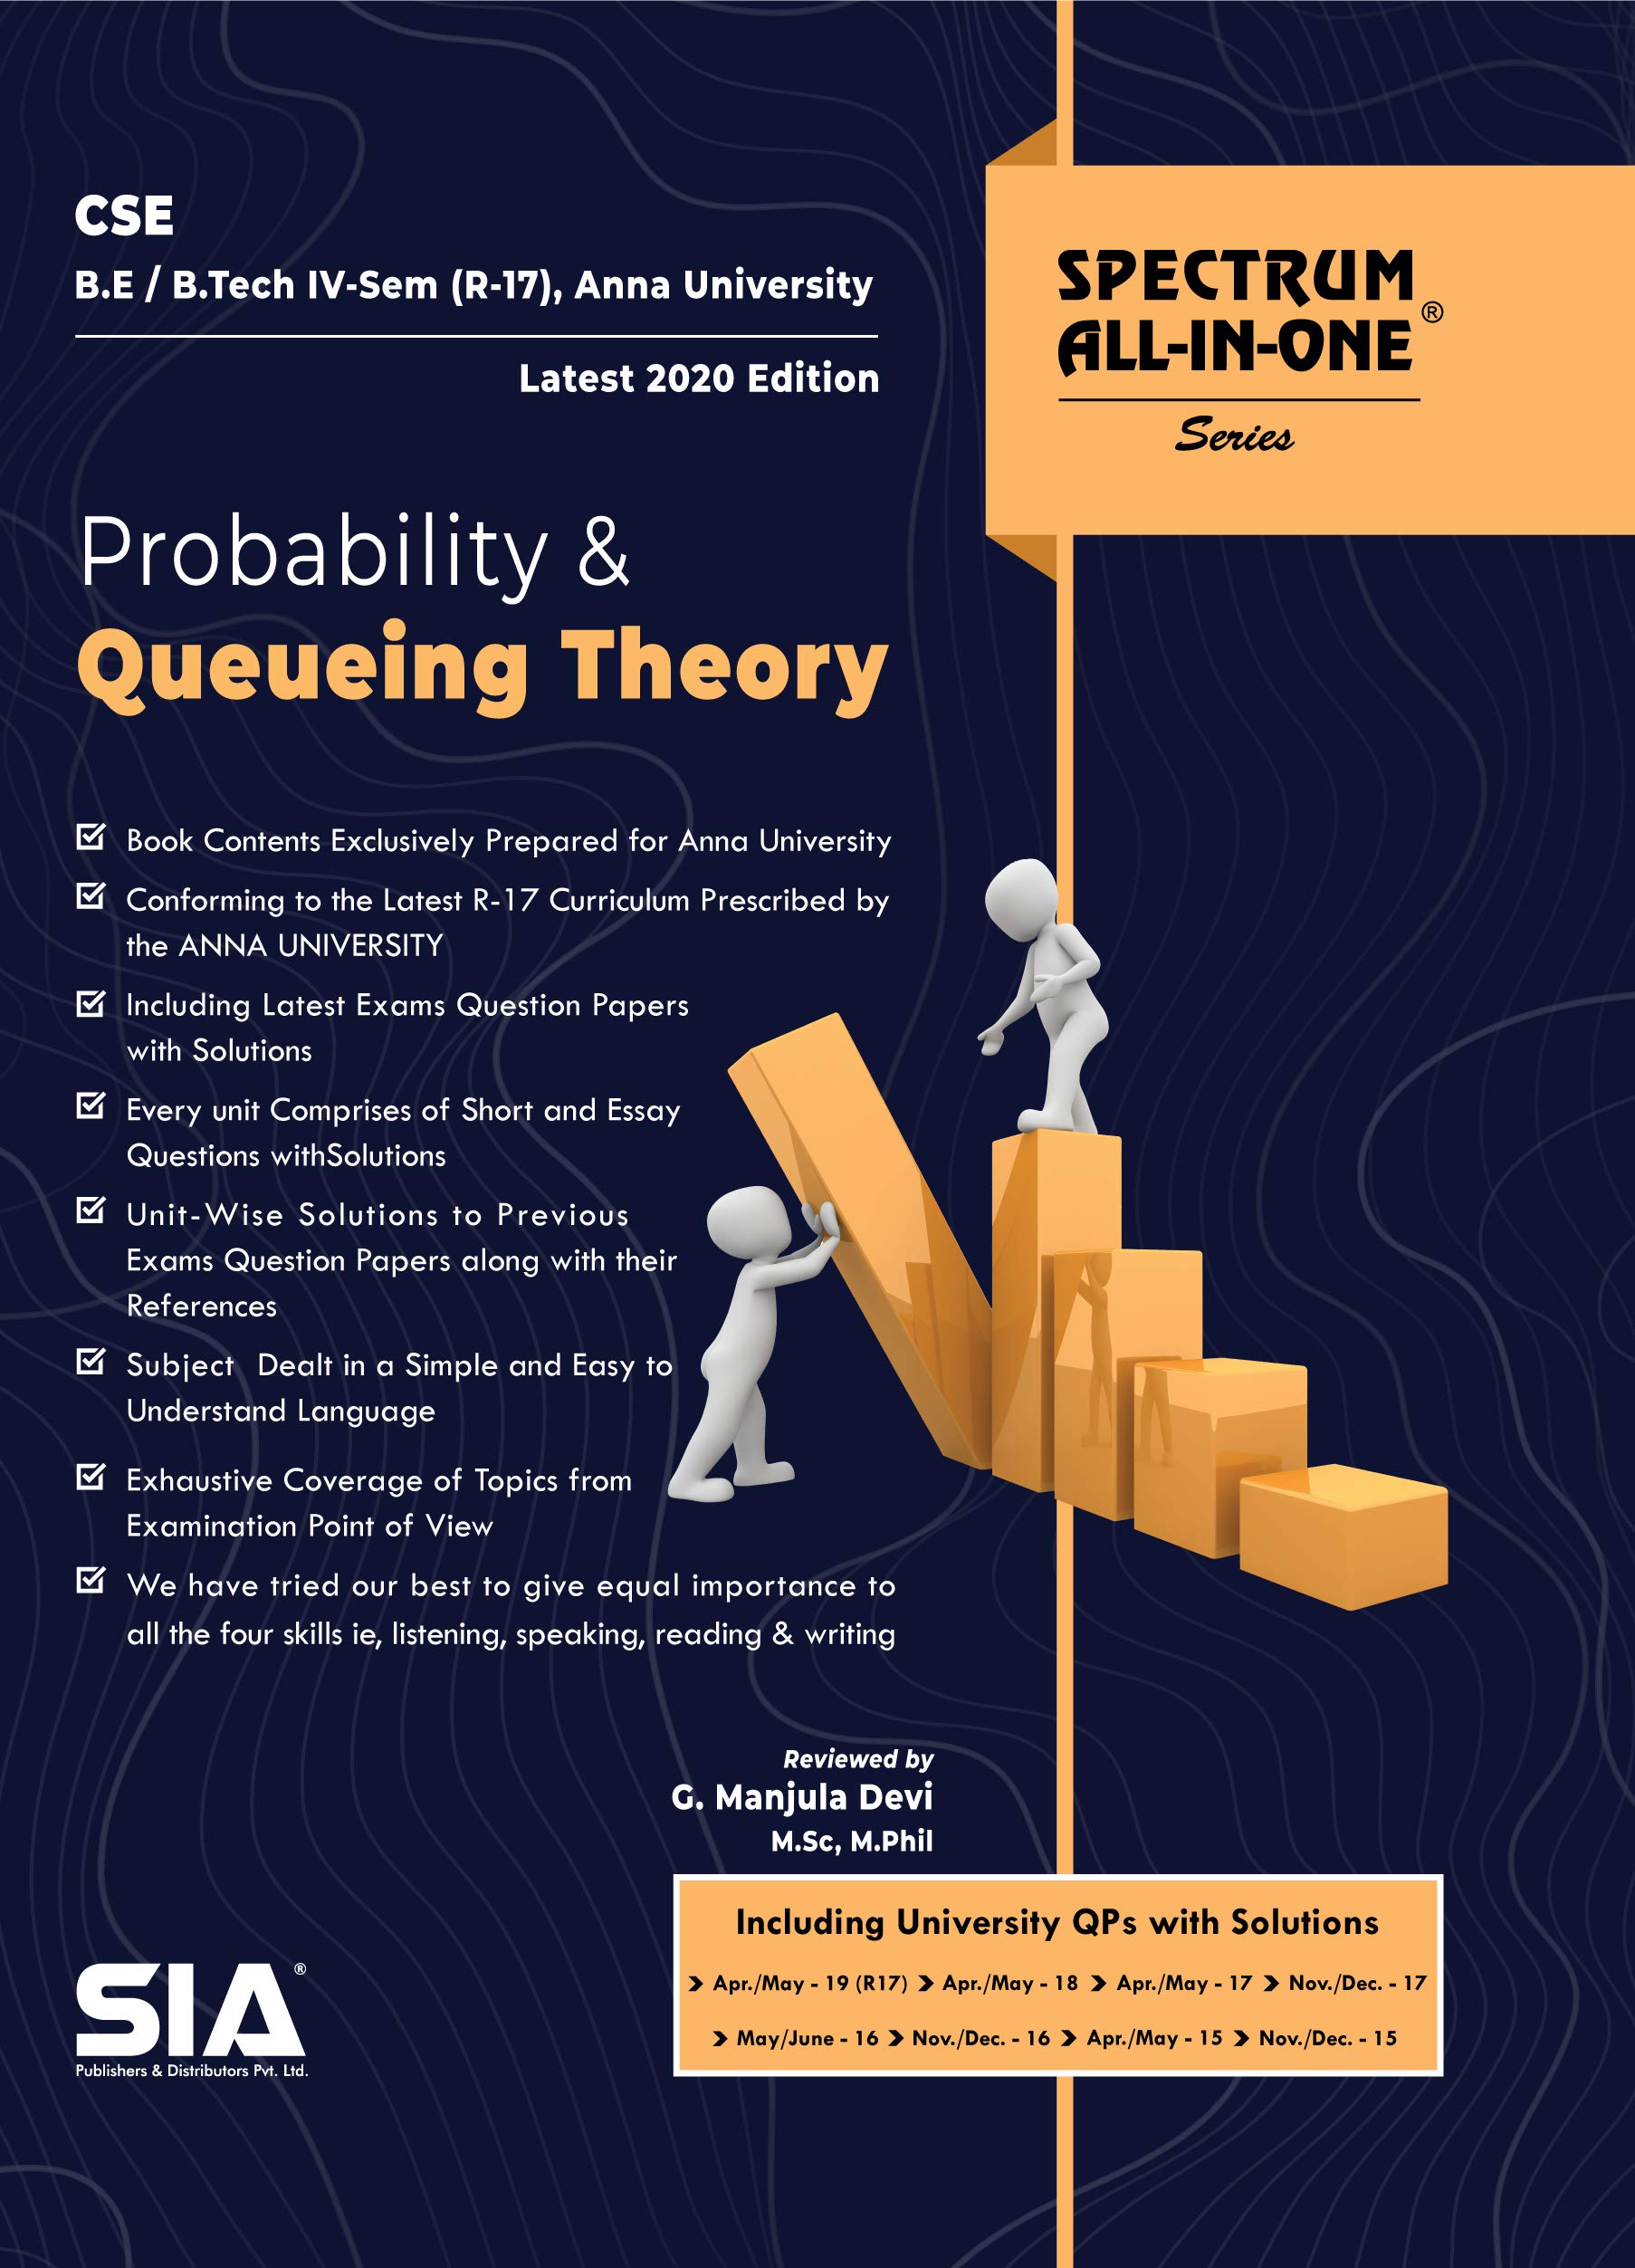 CSE
B.E / B.Tech IV-Sem (R-17), Anna University
Latest 2020 Edition
SPECTRUM
ALL-IN-ONE ®
Series
Probability &
Queueing Theory
Book Contents Exclusively Prepared for Anna University
Conforming to the Latest R-17 Curriculum Prescribed by
the ANNA UNIVERSITY
Including Latest Exams Question Papers
with Solutions
Every unit Comprises of Short and Essay
Questions withSolutions
Unit-Wise Solutions to Previous
Exams Question Papers along with their
References
Subject Dealt in a Simple and Easy to
Understand Language
Exhaustive Coverage of Topics from
Examination Point of View
We have tried our best to give equal importance to
all the four skills ie, listening, speaking, reading & writing
Reviewed by
G. Manjula Devi
M.Sc, M.Phil
Including University QPs with Solutions
Apr./May - 19 (R17) Apr./May - 18 Apr./May - 17 Nov./Dec. - 17
May/June - 16 Nov./Dec. - 16 Apr./May - 15 Nov./Dec. - 15
SIA ®
Publishers & Distributors Pvt. Ltd.